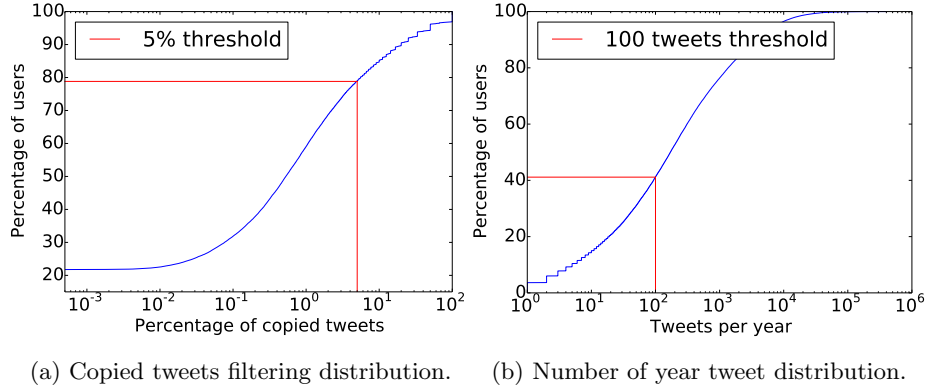 100
5% threshold
90
80
70
60
50
40
30
20
Percentage of users
10^-3 10^-2 10^-1 10^0 10^1 10^2
Percentage of copied tweets
(a) Copied tweets filtering distribution.
100
100 tweets threshold
80
60
40
20
0
Percentage of users
10^0 10^1 10^2 10^3 10^4 10^5 10^6
Tweets per year
(b) Number of year tweet distribution.